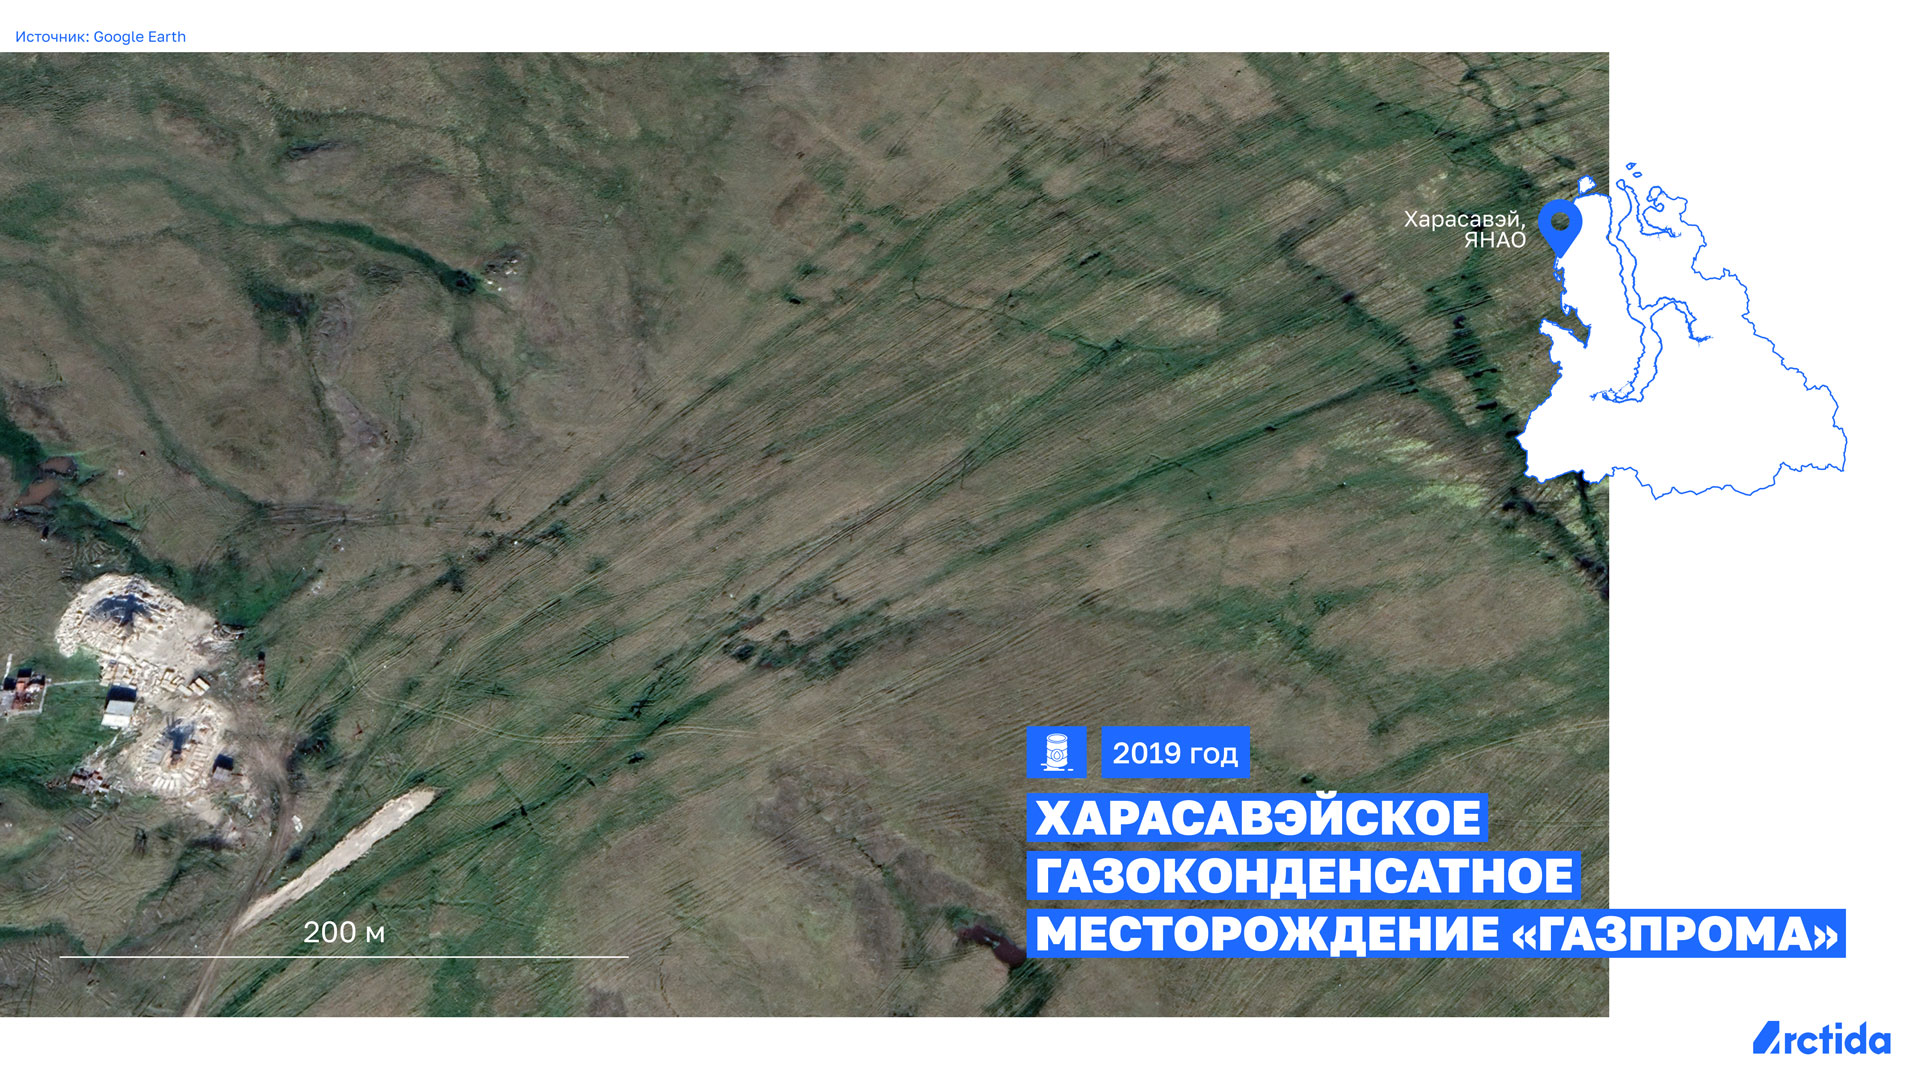 Источник: Google Earth
Харасавэй,
ЯНАО
2019 год
ХАРАСАВЭЙСКОЕ
ГАЗОКОНДЕНСАТНОЕ
МЕСТОРОЖДЕНИЕ «ГАЗПРОМА»
200 м
Arctida